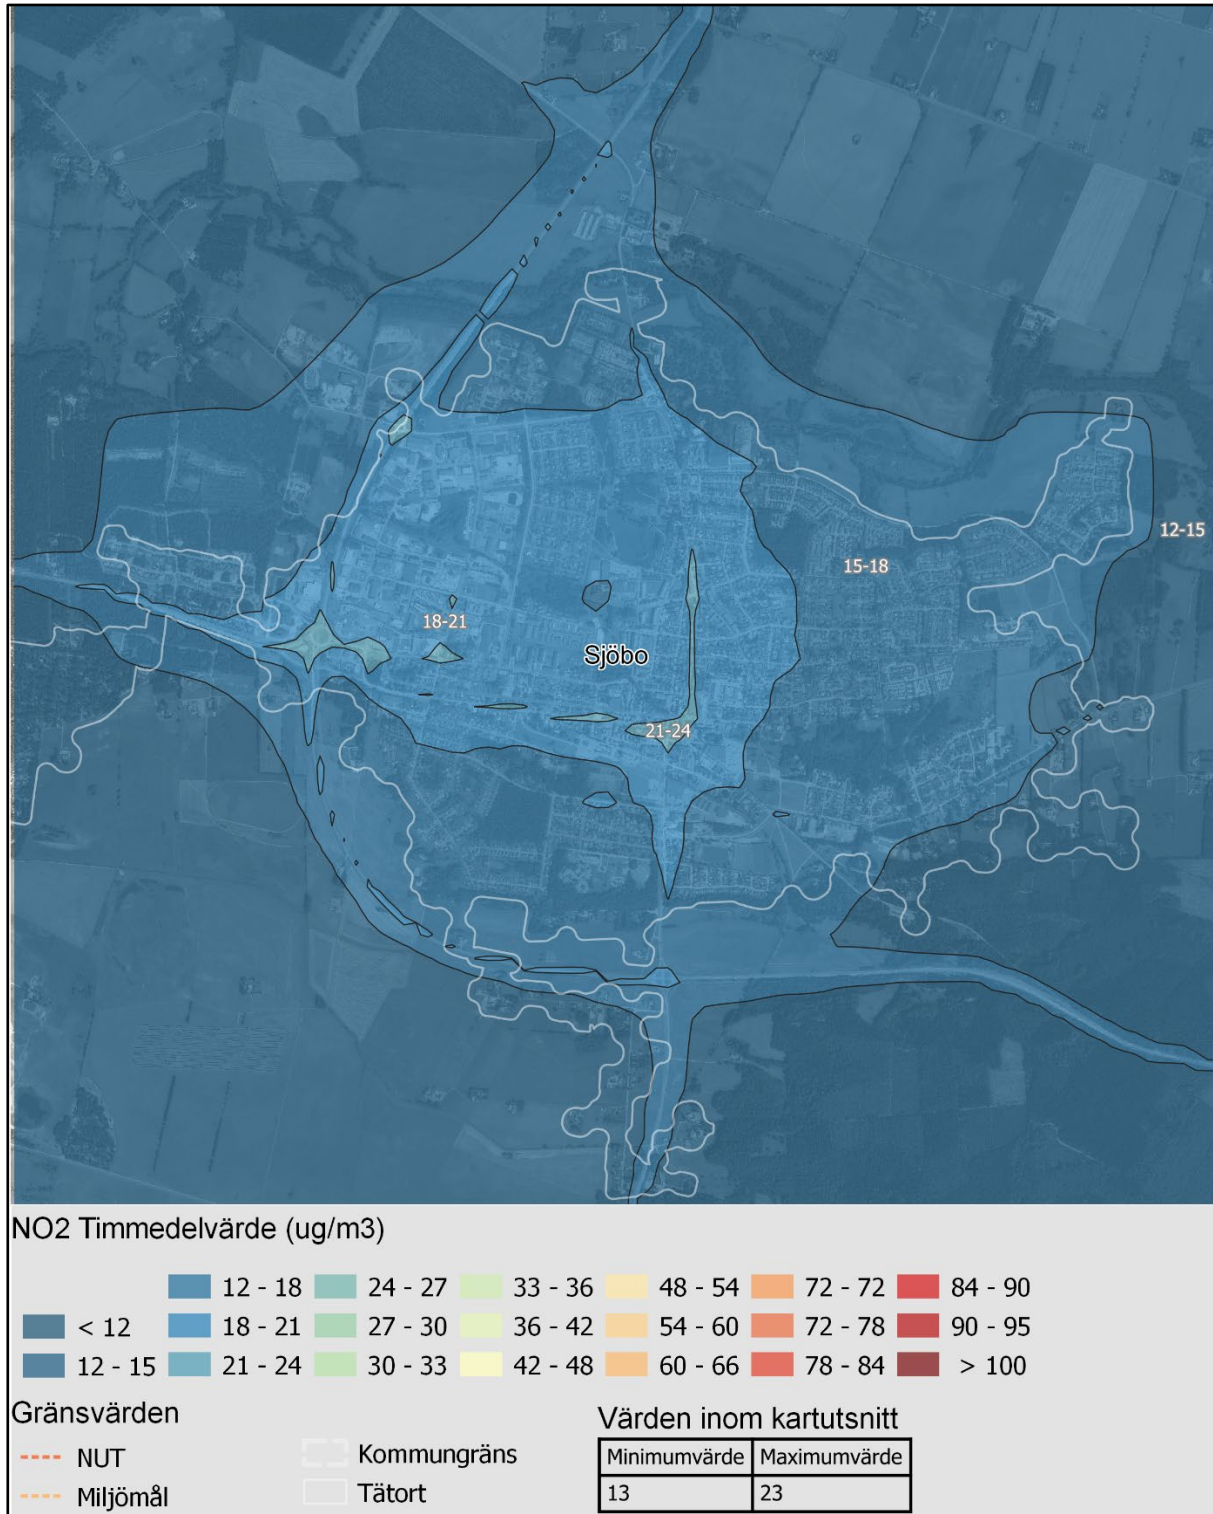 12-15
15-18
18-21
Sjöbo
21-24
NO2 Timmedelvärde (ug/m3)
12 - 18 24 - 27 33 - 36 48 - 54 72 - 72 84 - 90
< 12 18 - 21 27 - 30 36 - 42 54 - 60 72 - 78 90 - 95
12 - 15 21 - 24 30 - 33 42 - 48 60 - 66 78 - 84 > 100
Gränsvärden
NUT
Miljömål
Kommungräns
Tätort
Värden inom kartutsnitt
Minimumvärde Maximumvärde
13 23